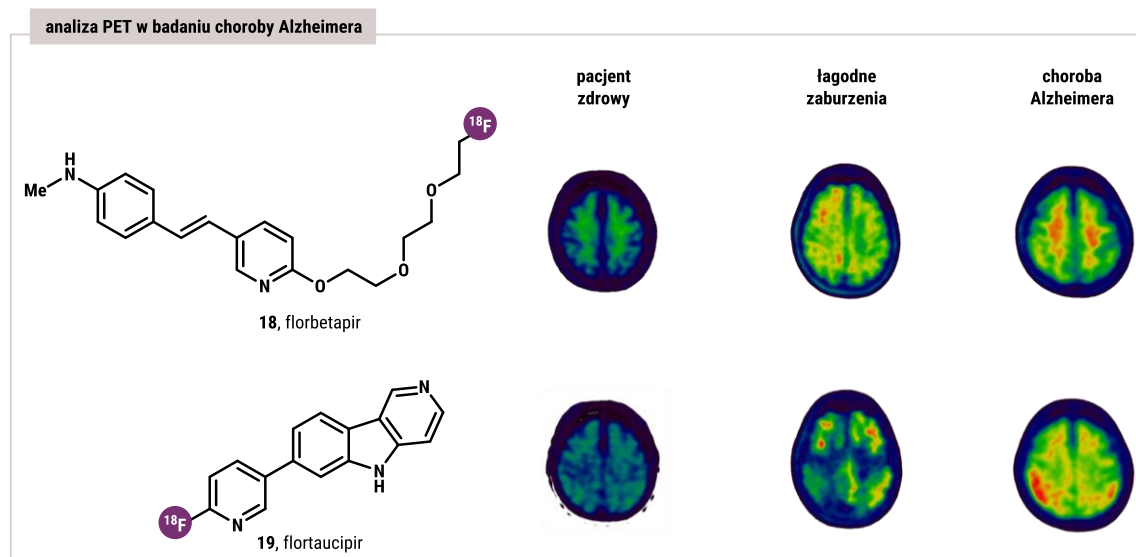 analiza PET w badaniu choroby Alzheimera
pacjent
zdrowy
łagodne
zaburzenia
choroba
Alzheimera
18F
H
N
Me
O
O
N
O
18, florbetapir
N
N
H
18F
N
19, flortaucipir